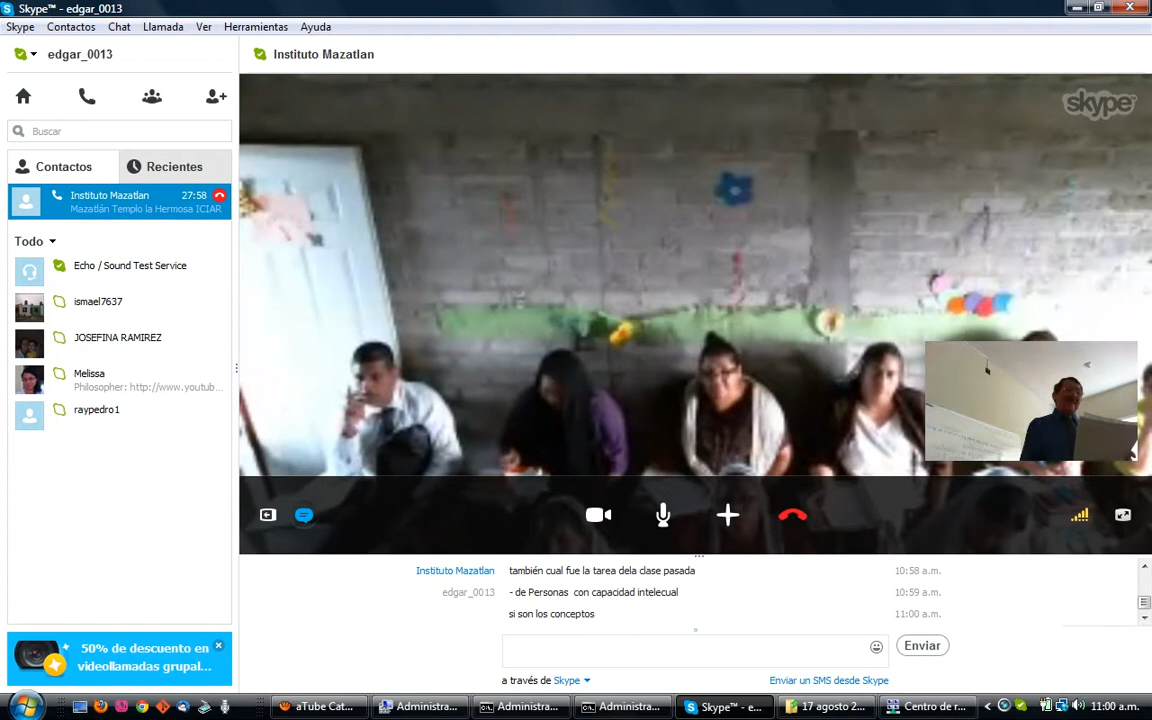 Skype™ - edgar_0013
Skype Contactos Chat Llamada Ver Herramientas Ayuda
edgar_0013
Instituto Mazatlan
skype
Buscar
Contactos
Recientes
Instituto Mazatlan 27:58
Mazatlán Templo la Hermosa ICIAR
Todo
Echo / Sound Test Service
ismael7637
JOSEFINA RAMIREZ
Melissa
Philosopher: http://www.youtub...
raypedro1
Instituto Mazatlan también cual fue la tarea dela clase pasada 10:58 a.m.
edgar_0013 - de Personas con capacidad intelecual 10:59 a.m.
si son los conceptos 11:00 a.m.
Enviar
a través de Skype
Enviar un SMS desde Skype
50% de descuento en
videollamadas grupal...
aTube Cat... Administra... Administra... Administra... Skype™ - e... 17 agosto 2... Centro de r... 11:00 a.m.